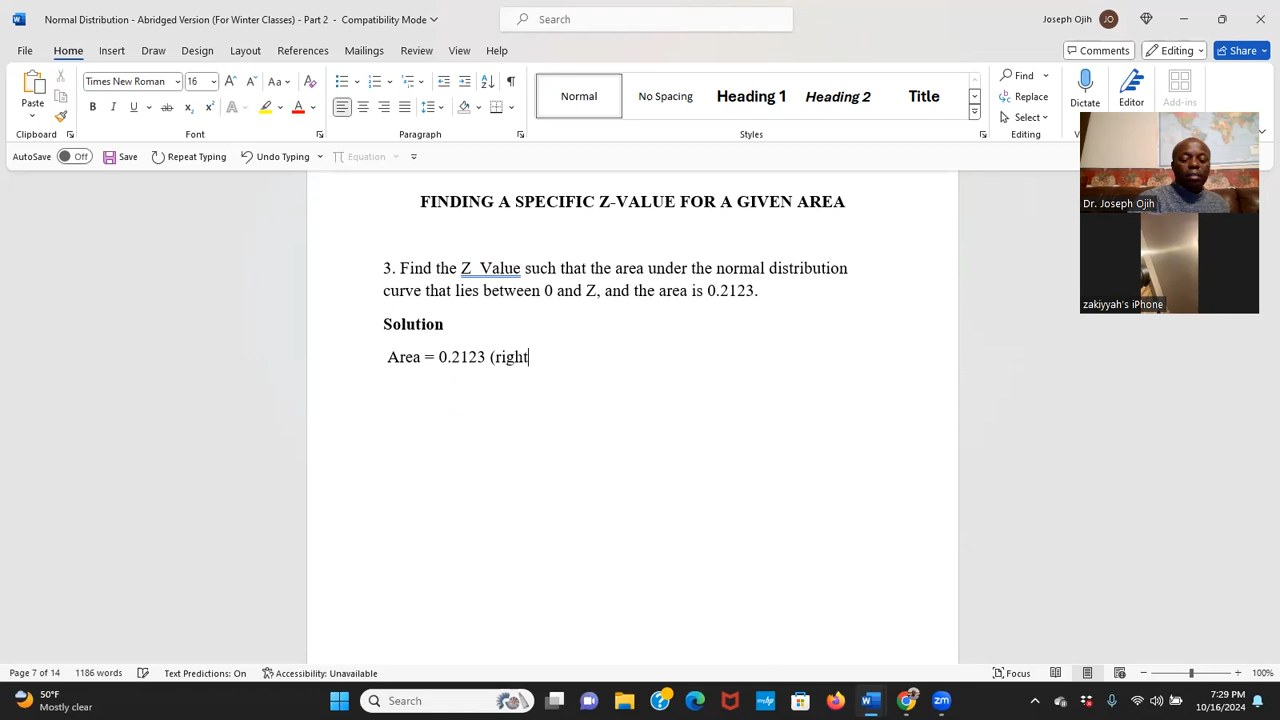 Normal Distribution - Abridged Version (For Winter Classes) - Part 2 - Compatibility Mode
Search
Joseph Ojih
JO
File Home Insert Draw Design Layout References Mailings Review View Help
Comments Editing Share
Paste
Clipboard
Times New Roman 16
Font
Paragraph
Normal No Spacing Heading 1 Heading 2 Title
Styles
Find
Replace
Select
Editing
Dictate
Editor
Add-ins
AutoSave Off Save Repeat Typing Undo Typing Equation
FINDING A SPECIFIC Z-VALUE FOR A GIVEN AREA
3. Find the Z Value such that the area under the normal distribution
curve that lies between 0 and Z, and the area is 0.2123.
Solution
Area = 0.2123 (right
Dr. Joseph Ojih
zakiyyah's iPhone
Page 7 of 14 1186 words Text Predictions: On Accessibility: Unavailable
Focus 100%
50°F
Mostly clear
Search
zm
7:29 PM
10/16/2024